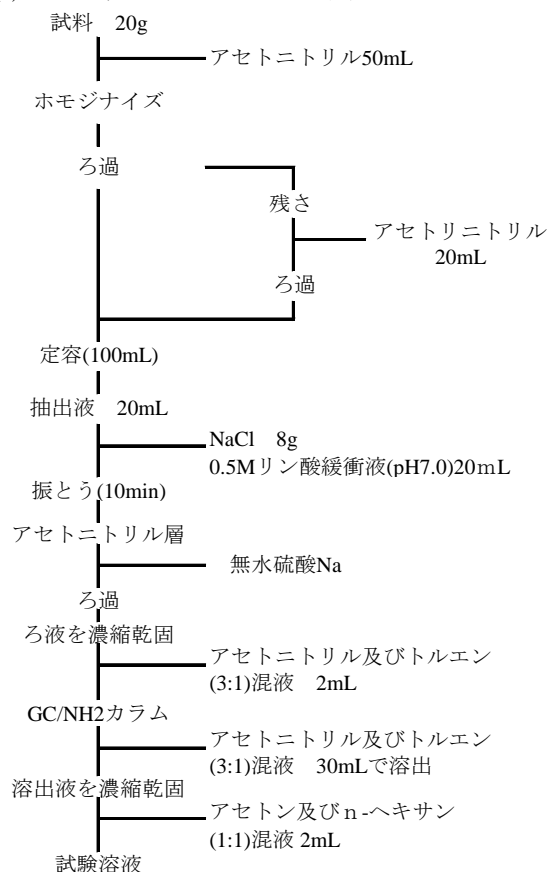 試料　20g
アセトニトリル50mL
ホモジナイズ
ろ過
残さ
アセトリニトリル
20mL
ろ過
定容(100mL)
抽出液　20mL
NaCl　8g
0.5Mリン酸緩衝液(pH7.0)20ｍL
振とう(10min)
アセトニトリル層
無水硫酸Na
ろ過
ろ液を濃縮乾固
アセトニトリル及びトルエン
(3:1)混液　2mL
GC/NH2カラム
アセトニトリル及びトルエン
(3:1)混液　30mLで溶出
溶出液を濃縮乾固
アセトン及びｎ-ヘキサン
(1:1)混液 2mL
試験溶液